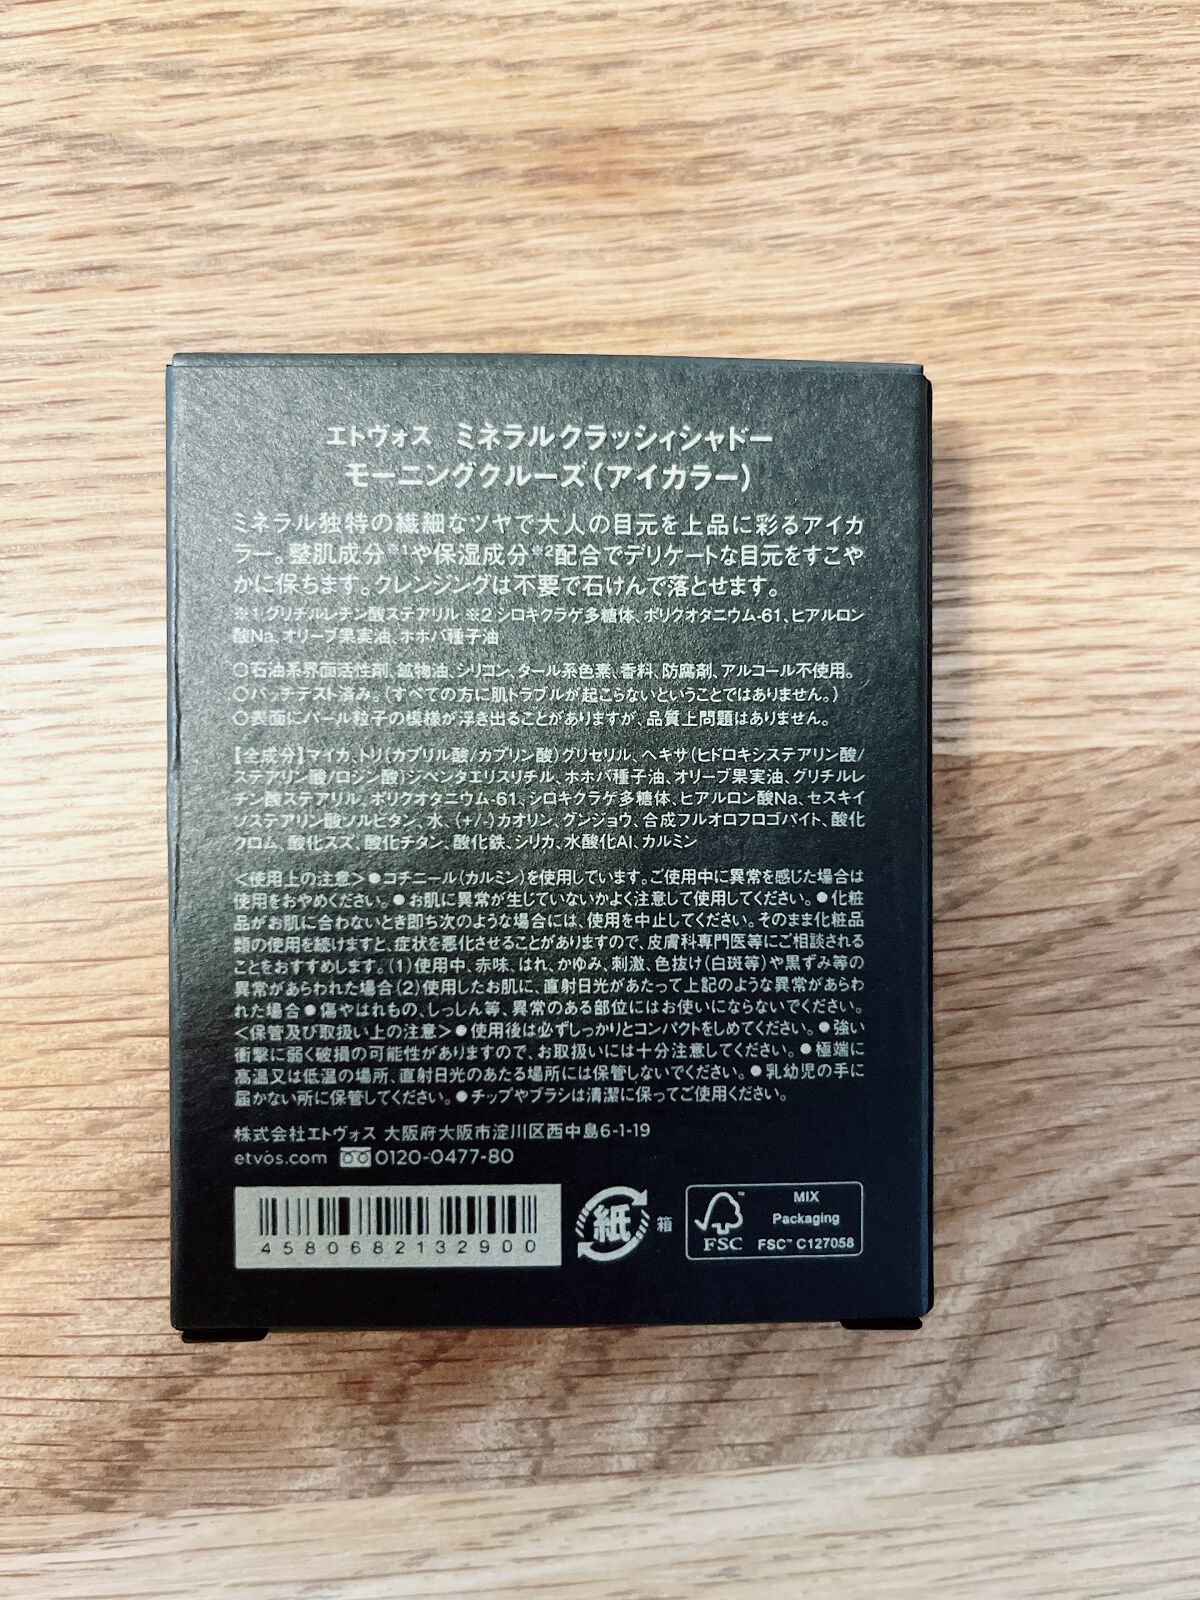 エトヴォス ミネラルクラッシィシャドー
モーニングクルーズ(アイカラー)
ミネラル独特の繊細なツヤで大人の目元を上品に彩るアイカ
ラー。整肌成分※1や保湿成分※2配合でデリケートな目元をすこや
かに保ちます。クレンジングは不要で石けんで落とせます。
※1 グリチルレチン酸ステアリル ※2 シロキクラゲ多糖体、ポリクオタニウム-61、ヒアルロン
酸Na、オリーブ果実油、ホホバ種子油
○石油系界面活性剤、鉱物油、シリコン、タール系色素、香料、防腐剤、アルコール不使用。
○パッチテスト済み。(すべての方に肌トラブルが起こらないということではありません。)
○表面にパール粒子の模様が浮き出ることがありますが、品質上問題はありません。
【全成分】マイカ、トリ(カプリル酸/カプリン酸)グリセリル、ヘキサ(ヒドロキシステアリン酸/
ステアリン酸/ロジン酸)ジペンタエリスリチル、ホホバ種子油、オリーブ果実油、グリチルレ
チン酸ステアリル、ポリクオタニウム-61、シロキクラゲ多糖体、ヒアルロン酸Na、セスキイ
ソステアリン酸ソルビタン、水、(+/-)カオリン、グンジョウ、合成フルオロフロゴパイト、酸化
クロム、酸化スズ、酸化チタン、酸化鉄、シリカ、水酸化Al、カルミン
<使用上の注意>●コチニール(カルミン)を使用しています。ご使用中に異常を感じた場合は
使用をおやめください。●お肌に異常が生じていないかよく注意して使用してください。●化粧
品がお肌に合わないとき即ち次のような場合には、使用を中止してください。そのまま化粧品
類の使用を続けますと、症状を悪化させることがありますので、皮膚科専門医等にご相談される
ことをおすすめします。(1)使用中、赤味、はれ、かゆみ、刺激、色抜け(白斑等)や黒ずみ等の
異常があらわれた場合(2)使用したお肌に、直射日光があたって上記のような異常があらわ
れた場合●傷やはれもの、しっしん等、異常のある部位にはお使いにならないでください。
<保管及び取扱い上の注意>●使用後は必ずしっかりとコンパクトをしめてください。●強い
衝撃に弱く破損の可能性がありますので、お取扱いには十分注意してください。●極端に
高温又は低温の場所、直射日光のあたる場所には保管しないでください。●乳幼児の手に
届かない所に保管してください。●チップやブラシは清潔に保ってご使用ください。
株式会社エトヴォス 大阪府大阪市淀川区西中島6-1-19
etvos.com 0120-0477-80
4580682132900
紙 箱
FSC™
MIX
Packaging
FSC™ C127058